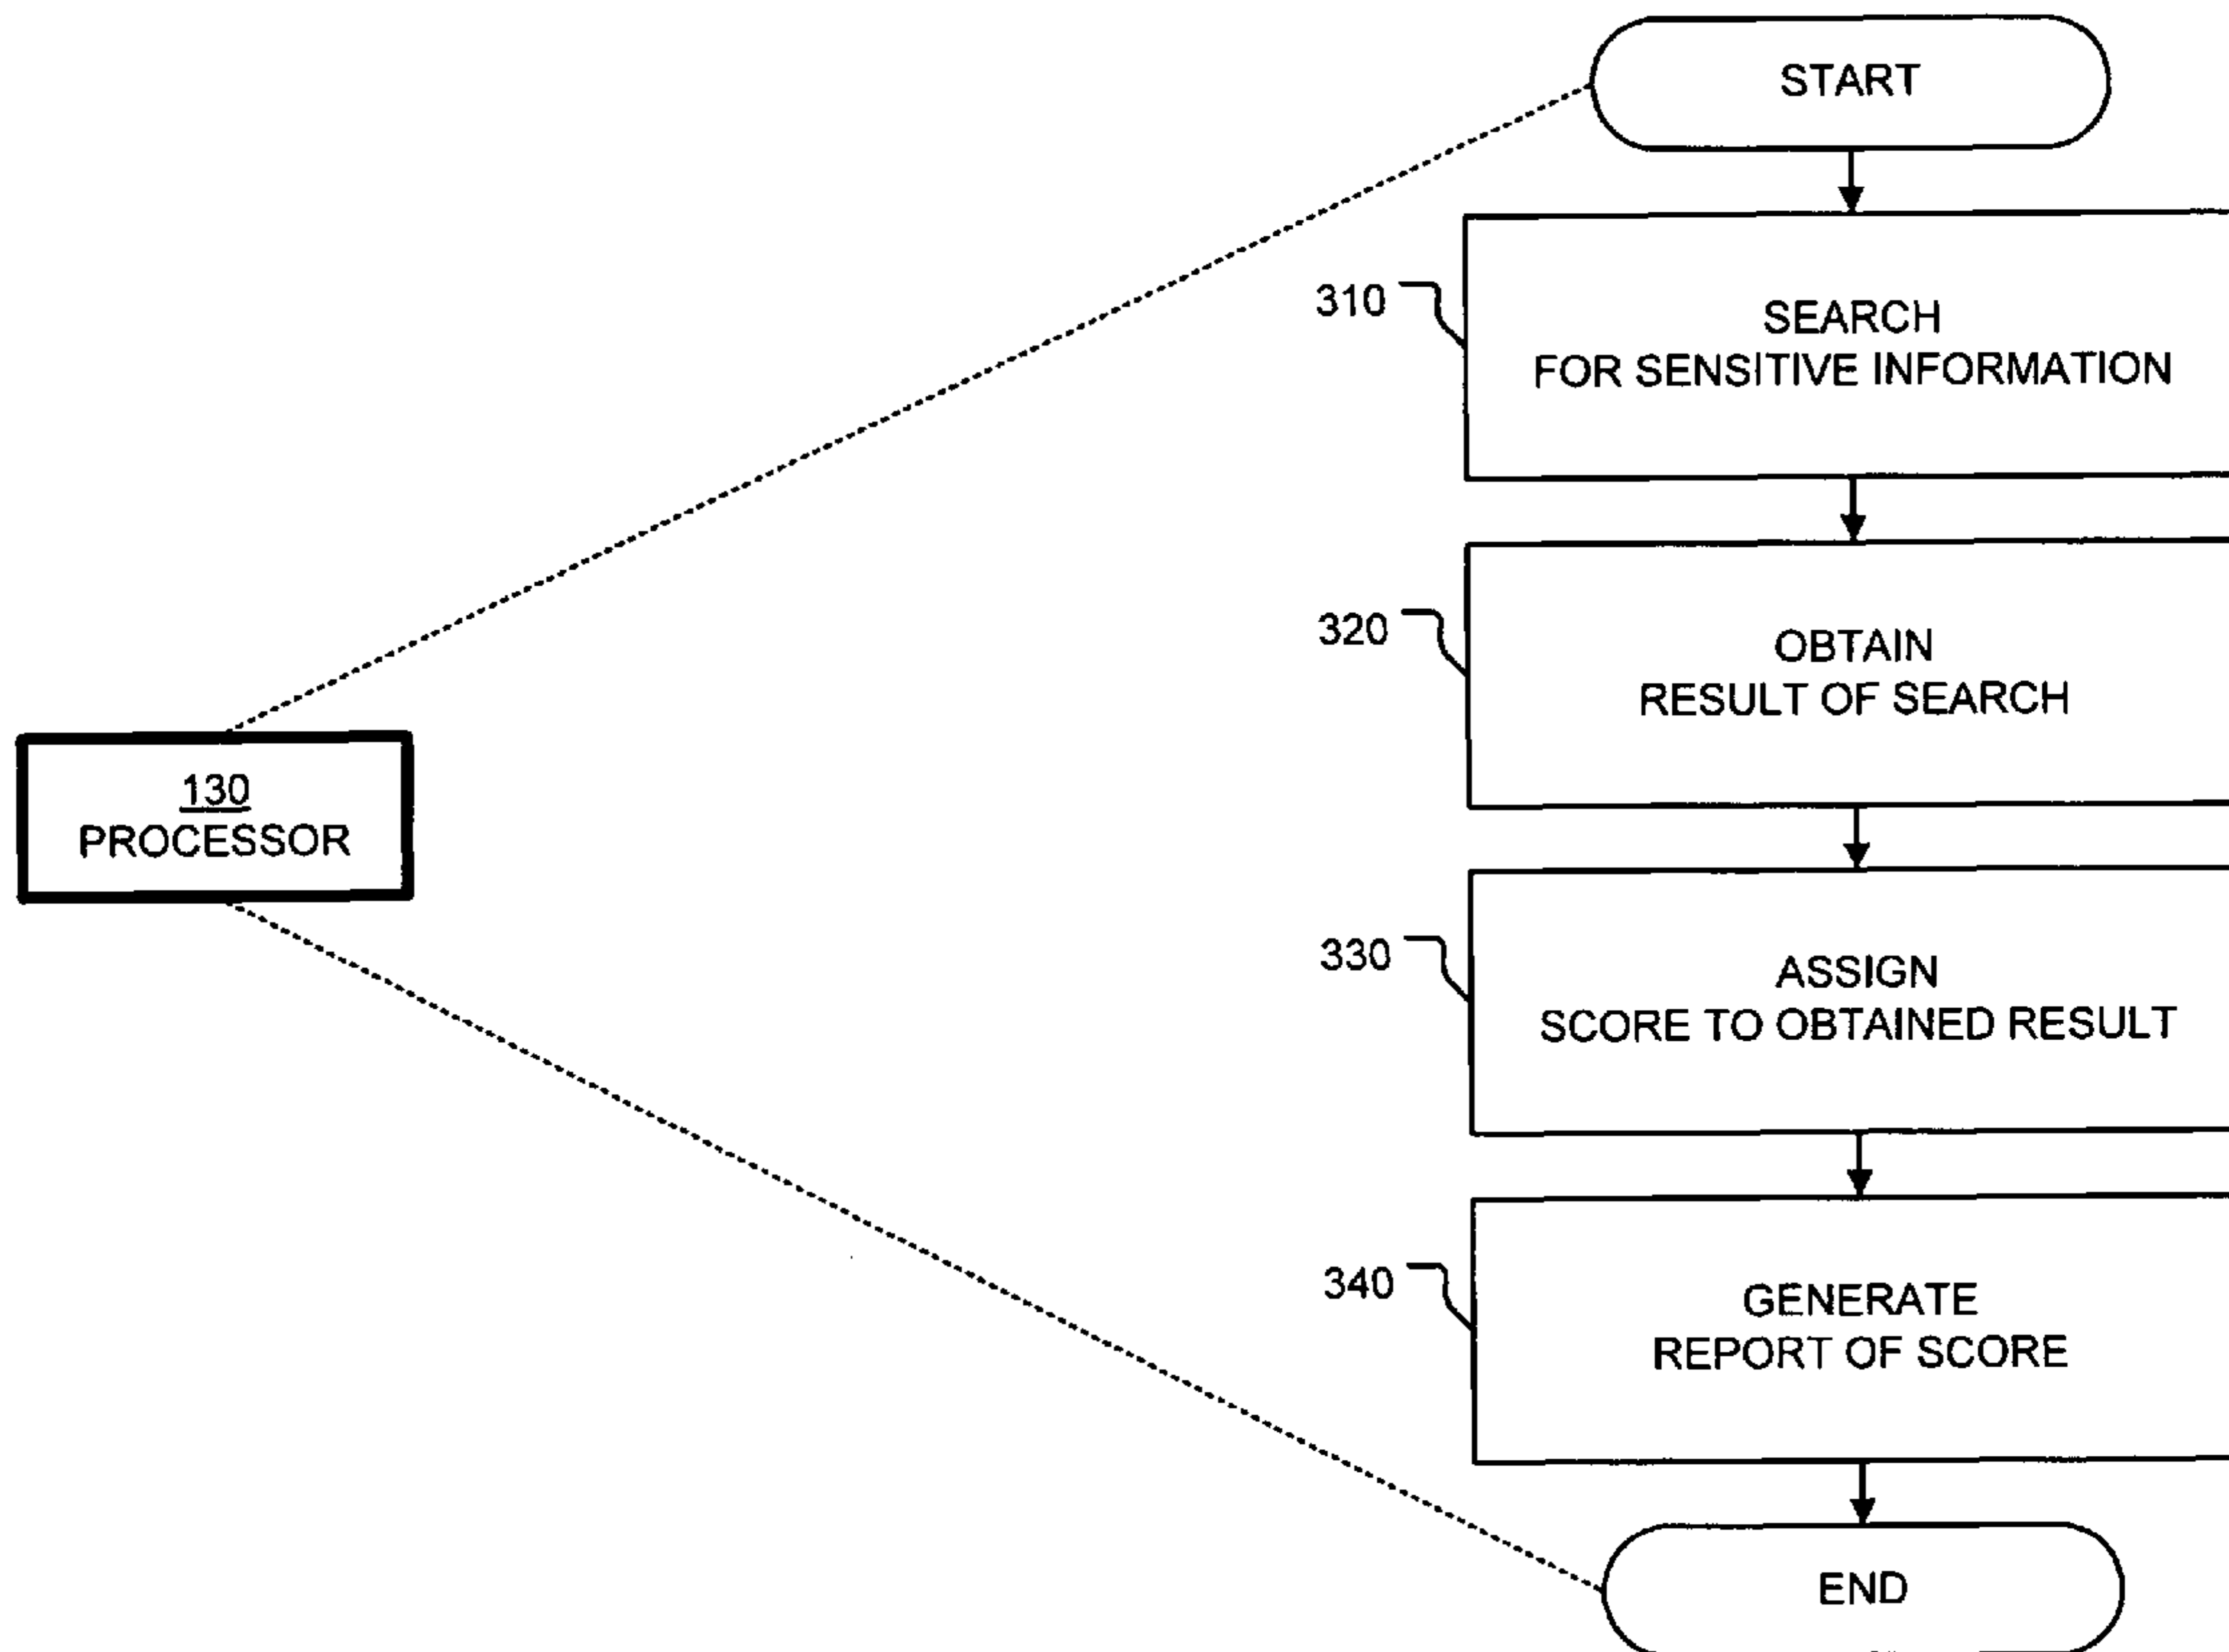 START
310
SEARCH
FOR SENSITIVE INFORMATION
320
OBTAIN
RESULT OF SEARCH
130
PROCESSOR
330
ASSIGN
SCORE TO OBTAINED RESULT
340
GENERATE
REPORT OF SCORE
END